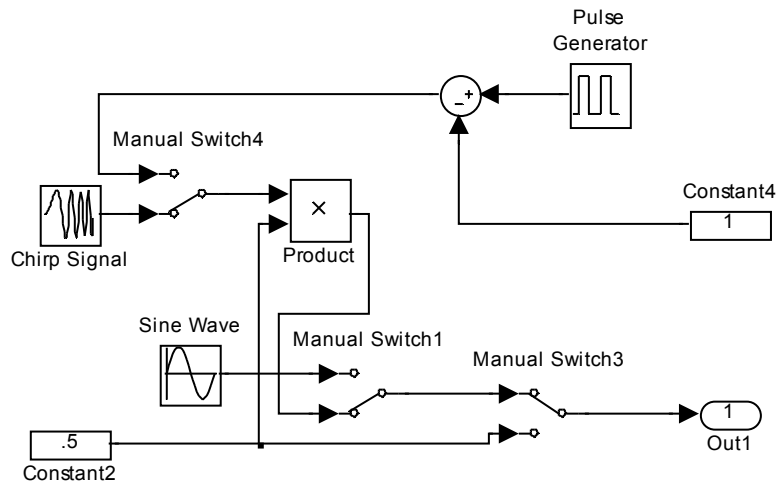 Pulse
Generator
Manual Switch4
Constant4
1
Chirp Signal
Product
Sine Wave
Manual Switch1
Manual Switch3
.5
1
Out1
Constant2